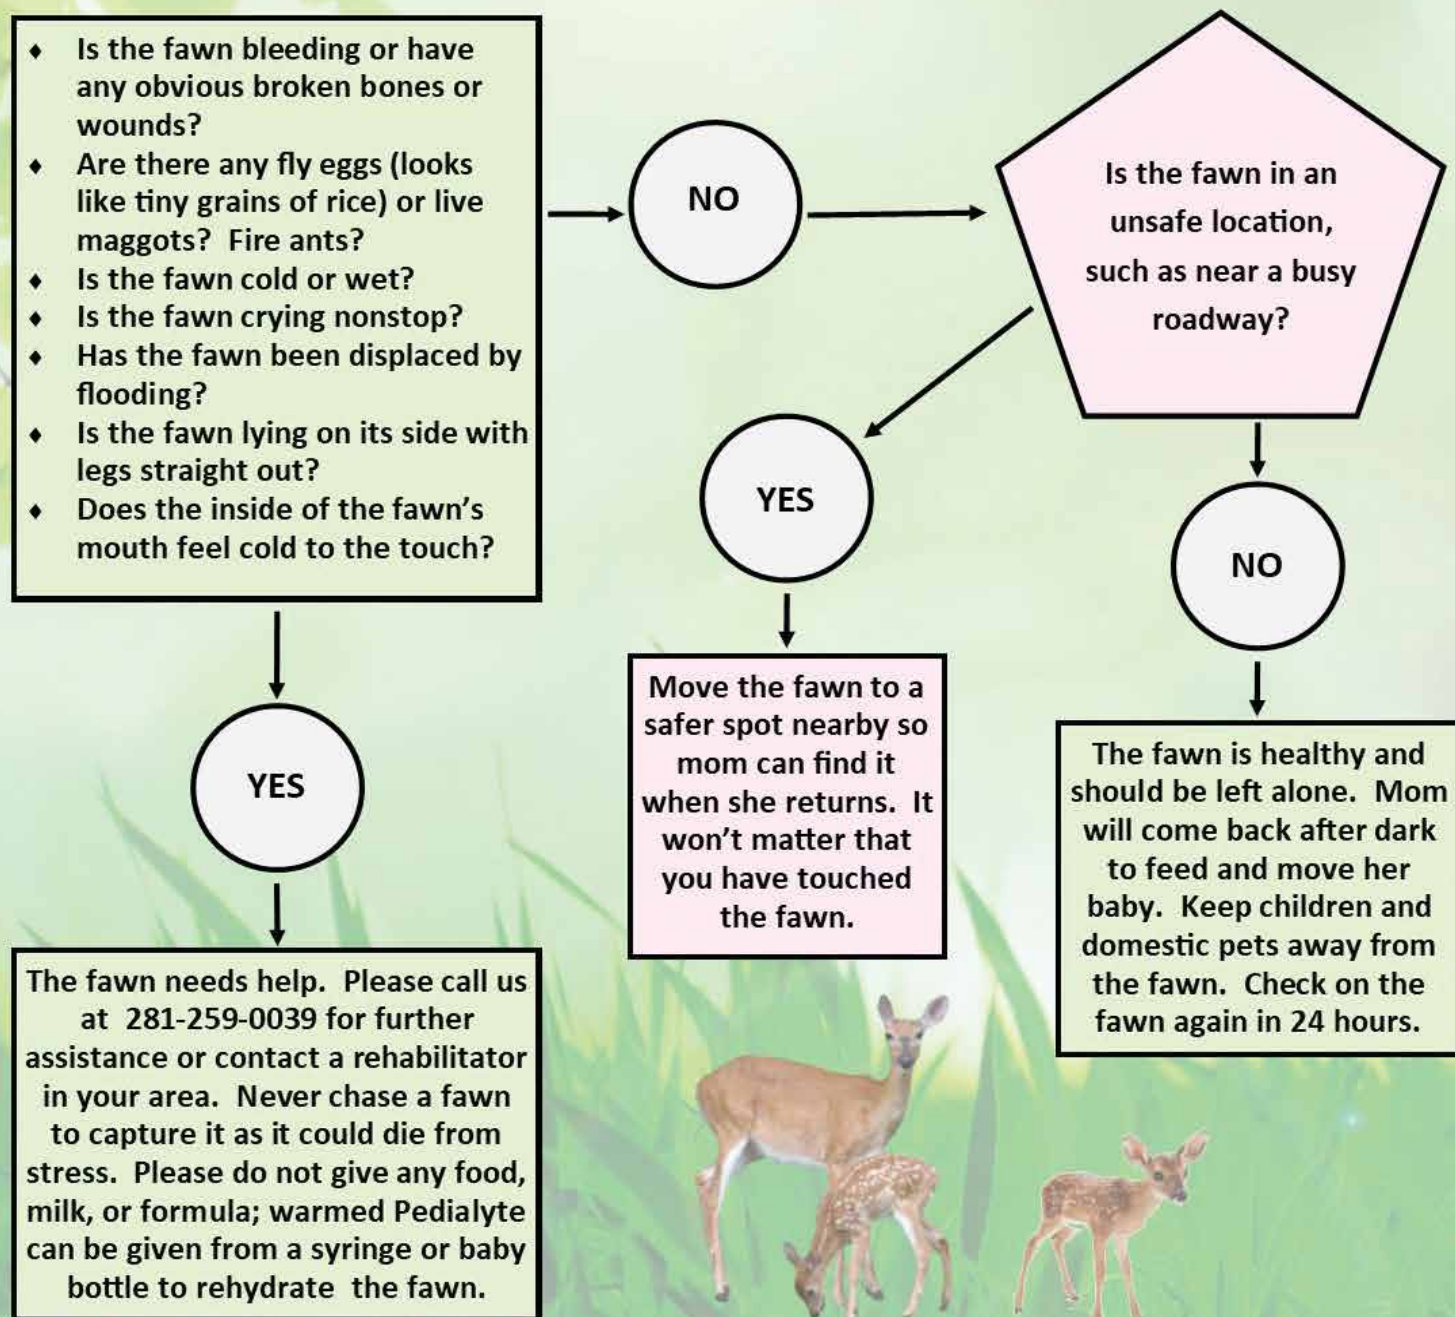 ♦ Is the fawn bleeding or have
any obvious broken bones or
wounds?
♦ Are there any fly eggs (looks
like tiny grains of rice) or live
maggots?  Fire ants?
♦ Is the fawn cold or wet?
♦ Is the fawn crying nonstop?
♦ Has the fawn been displaced by
flooding?
♦ Is the fawn lying on its side with
legs straight out?
♦ Does the inside of the fawn's
mouth feel cold to the touch?
NO
Is the fawn in an
unsafe location,
such as near a busy
roadway?
YES
NO
YES
Move the fawn to a
safer spot nearby so
mom can find it
when she returns.  It
won't matter that
you have touched
the fawn.
The fawn is healthy and
should be left alone.  Mom
will come back after dark
to feed and move her
baby.  Keep children and
domestic pets away from
the fawn.  Check on the
fawn again in 24 hours.
The fawn needs help.  Please call us
at  281-259-0039 for further
assistance or contact a rehabilitator
in your area.  Never chase a fawn
to capture it as it could die from
stress.  Please do not give any food,
milk, or formula; warmed Pedialyte
can be given from a syringe or baby
bottle to rehydrate  the fawn.